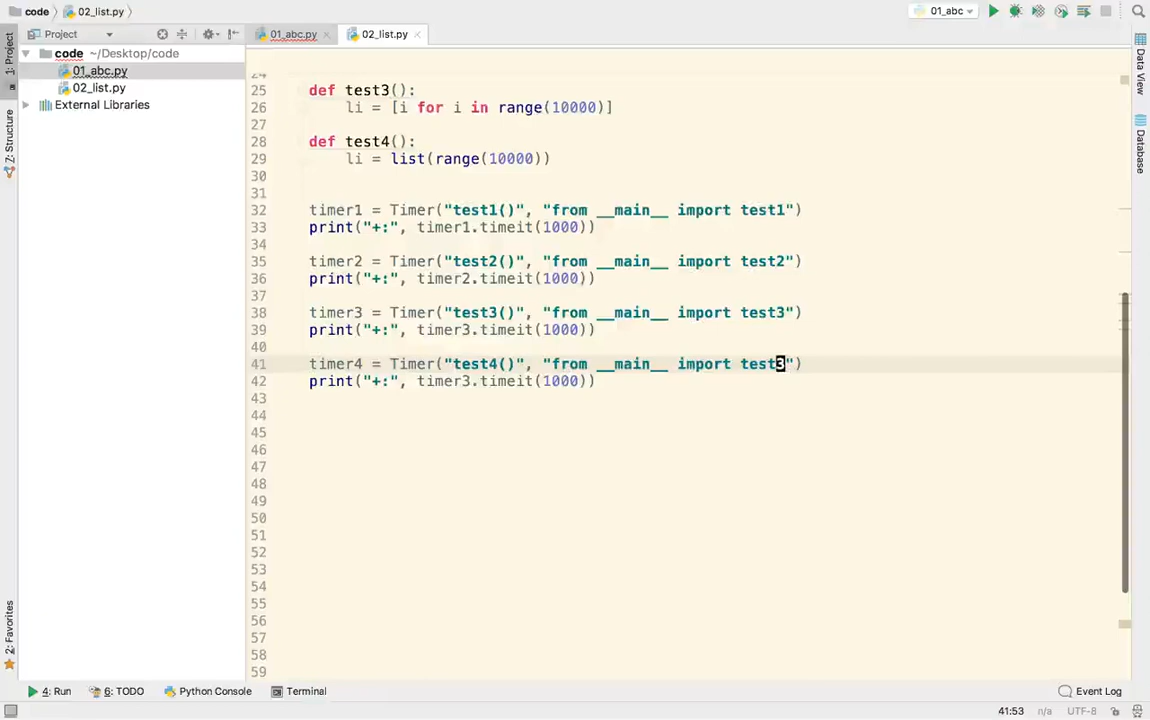 code 02_list.py 01_abc
Project 01_abc.py 02_list.py
1: Project
Z: Structure
2: Favorites
code ~/Desktop/code
01_abc.py
02_list.py
External Libraries
24
25 def test3():
26 li = [i for i in range(10000)]
27
28 def test4():
29 li = list(range(10000))
30
31
32 timer1 = Timer("test1()", "from __main__ import test1")
33 print("+:", timer1.timeit(1000))
34
35 timer2 = Timer("test2()", "from __main__ import test2")
36 print("+:", timer2.timeit(1000))
37
38 timer3 = Timer("test3()", "from __main__ import test3")
39 print("+:", timer3.timeit(1000))
40
41 timer4 = Timer("test4()", "from __main__ import test3")
42 print("+:", timer3.timeit(1000))
43
44
45
46
47
48
49
50
51
52
53
54
55
56
57
58
59
Data View
Database
4: Run 6: TODO Python Console Terminal Event Log
41:53 n/a UTF-8